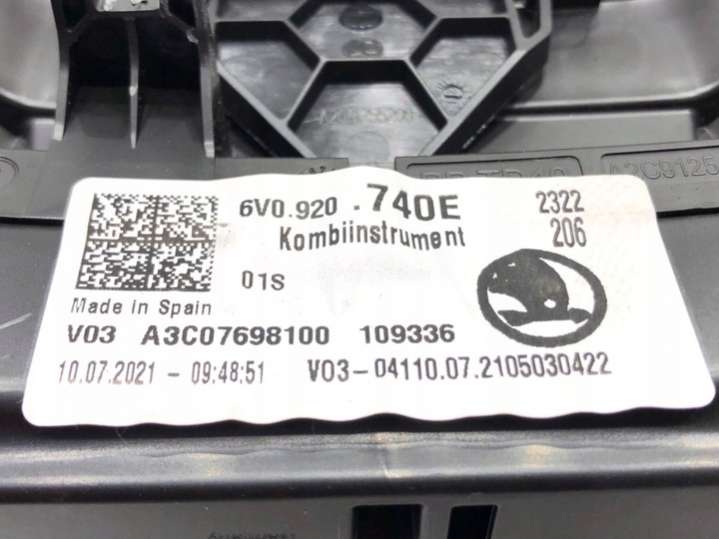 A3C9125
6V0.920 .740E 2322
Kombiinstrument 206
01S
Made in Spain
V03 A3C07698100 109336
10.07.2021 - 09:48:51 V03-04110.07.2105030422